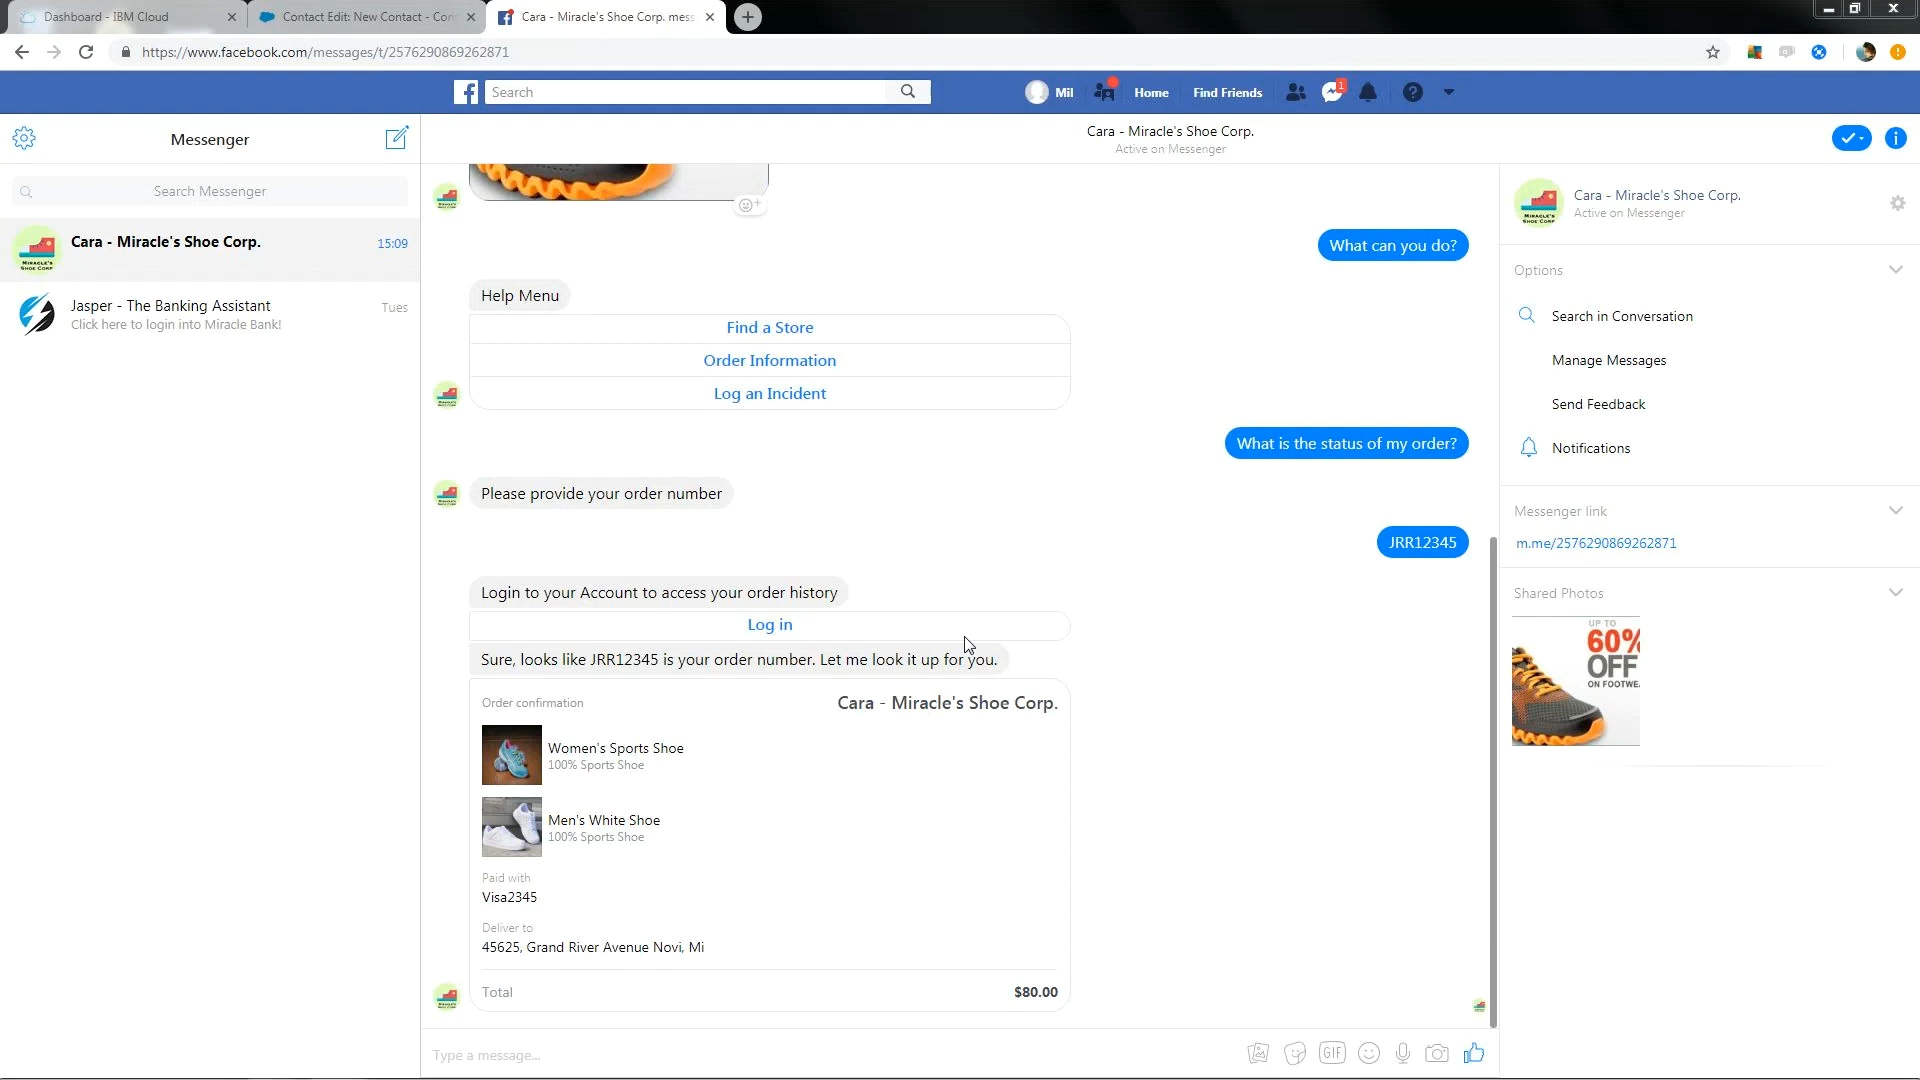 Dashboard - IBM Cloud
Contact Edit: New Contact - Con
Cara - Miracle's Shoe Corp. mess
https://www.facebook.com/messages/t/2576290869262871
Search
Mil
Home
Find Friends
1
Messenger
Search Messenger
Cara - Miracle's Shoe Corp.
15:09
MIRACLE'S
SHOE CORP
Jasper - The Banking Assistant
Tues
Click here to login into Miracle Bank!
Cara - Miracle's Shoe Corp.
Active on Messenger
What can you do?
Help Menu
Find a Store
Order Information
Log an Incident
What is the status of my order?
Please provide your order number
JRR12345
Login to your Account to access your order history
Log in
Sure, looks like JRR12345 is your order number. Let me look it up for you.
Order confirmation
Cara - Miracle's Shoe Corp.
Women's Sports Shoe
100% Sports Shoe
Men's White Shoe
100% Sports Shoe
Paid with
Visa2345
Deliver to
45625, Grand River Avenue Novi, Mi
Total
$80.00
Type a message...
GIF
MIRACLE'S
SHOE CORP
Cara - Miracle's Shoe Corp.
Active on Messenger
Options
Search in Conversation
Manage Messages
Send Feedback
Notifications
Messenger link
m.me/2576290869262871
Shared Photos
UP TO
60%
OFF
ON FOOTWE